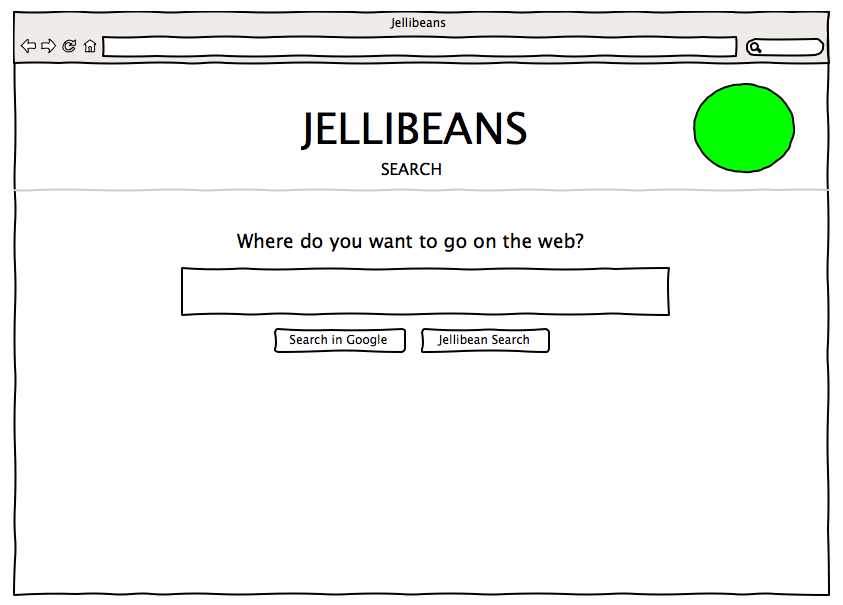 Jellibeans
JELLIBEANS
SEARCH
Where do you want to go on the web?
Search in Google
Jellibean Search